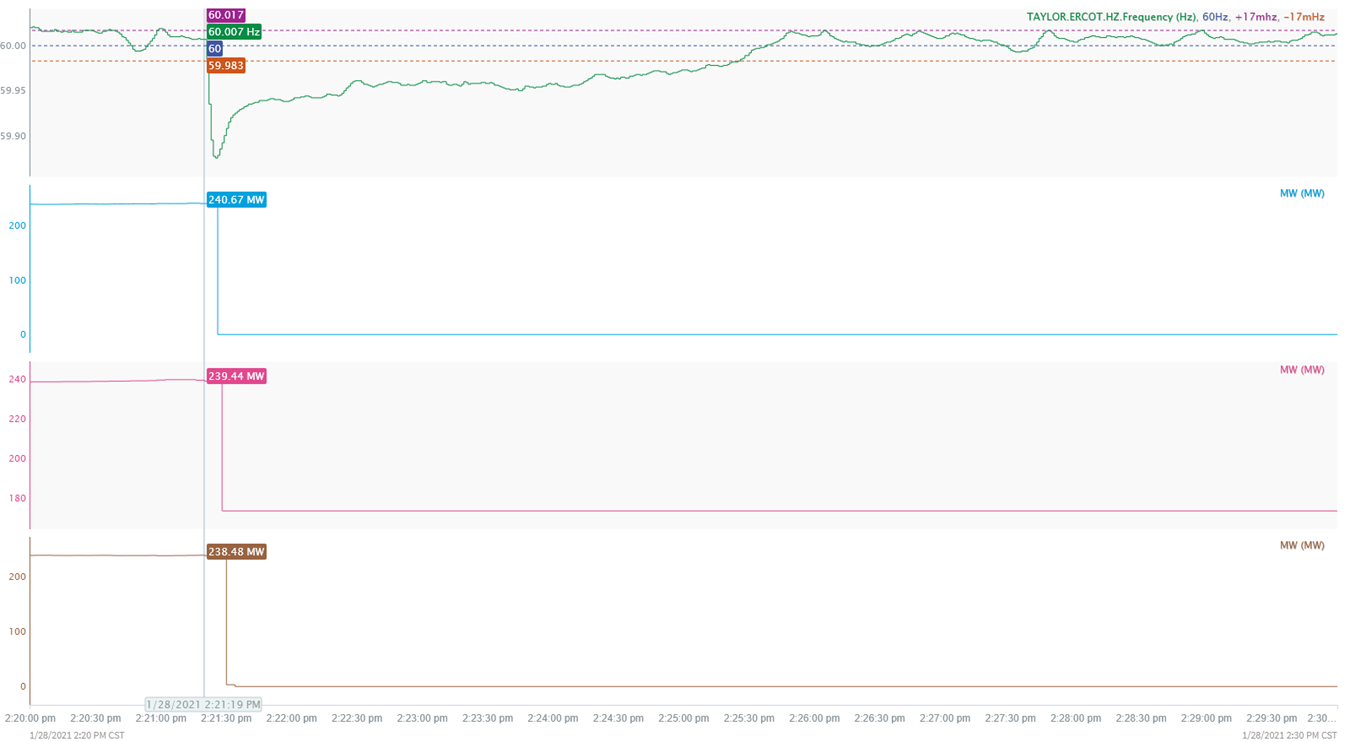 60.017
TAYLOR.ERCOT.HZ.Frequency (Hz), 60Hz, +17mhz, -17mHz
60.007 Hz
60.00
60
59.983
59.95
59.90
240.67 MW
MW (MW)
200
100
0
239.44 MW
MW (MW)
240
220
200
180
238.48 MW
MW (MW)
200
100
0
1/28/2021 2:21:19 PM
2:20:00 pm 2:20:30 pm 2:21:00 pm 2:21:30 pm 2:22:00 pm 2:22:30 pm 2:23:00 pm 2:23:30 pm 2:24:00 pm 2:24:30 pm 2:25:00 pm 2:25:30 pm 2:26:00 pm 2:26:30 pm 2:27:00 pm 2:27:30 pm 2:28:00 pm 2:28:30 pm 2:29:00 pm 2:29:30 pm 2:30...
1/28/2021 2:20 PM CST 1/28/2021 2:30 PM CST